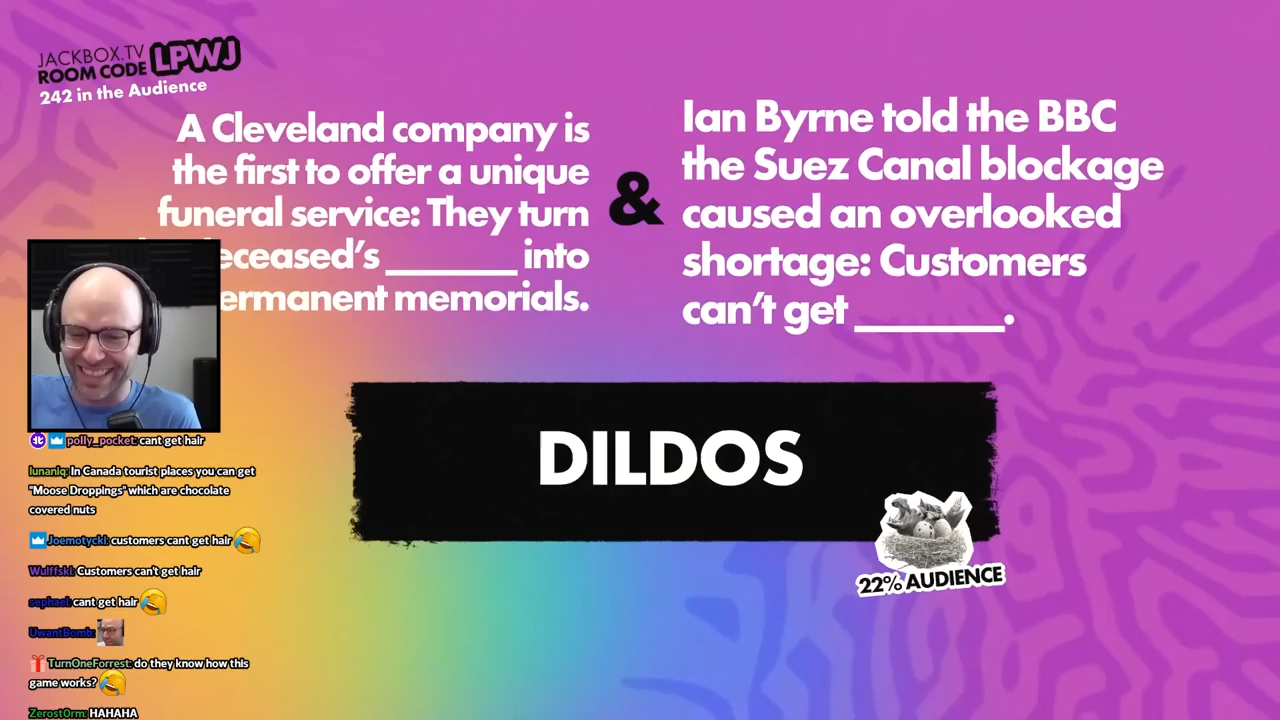 JACKBOX.TV
ROOM CODE LPWJ
242 in the Audience
A Cleveland company is
the first to offer a unique
funeral service: They turn
eceased's ______ into
ermanent memorials.
&
Ian Byrne told the BBC
the Suez Canal blockage
caused an overlooked
shortage: Customers
can't get ______.
DILDOS
22% AUDIENCE
polly_pocket: cant get hair
lunaniq: In Canada tourist places you can get
"Moose Droppings" which are chocolate
covered nuts
Joemotycki: customers cant get hair
Wulffski: Customers can't get hair
sephael: cant get hair
UwantBomb:
TurnOneForrest: do they know how this
game works?
Zerost0rm: HAHAHA